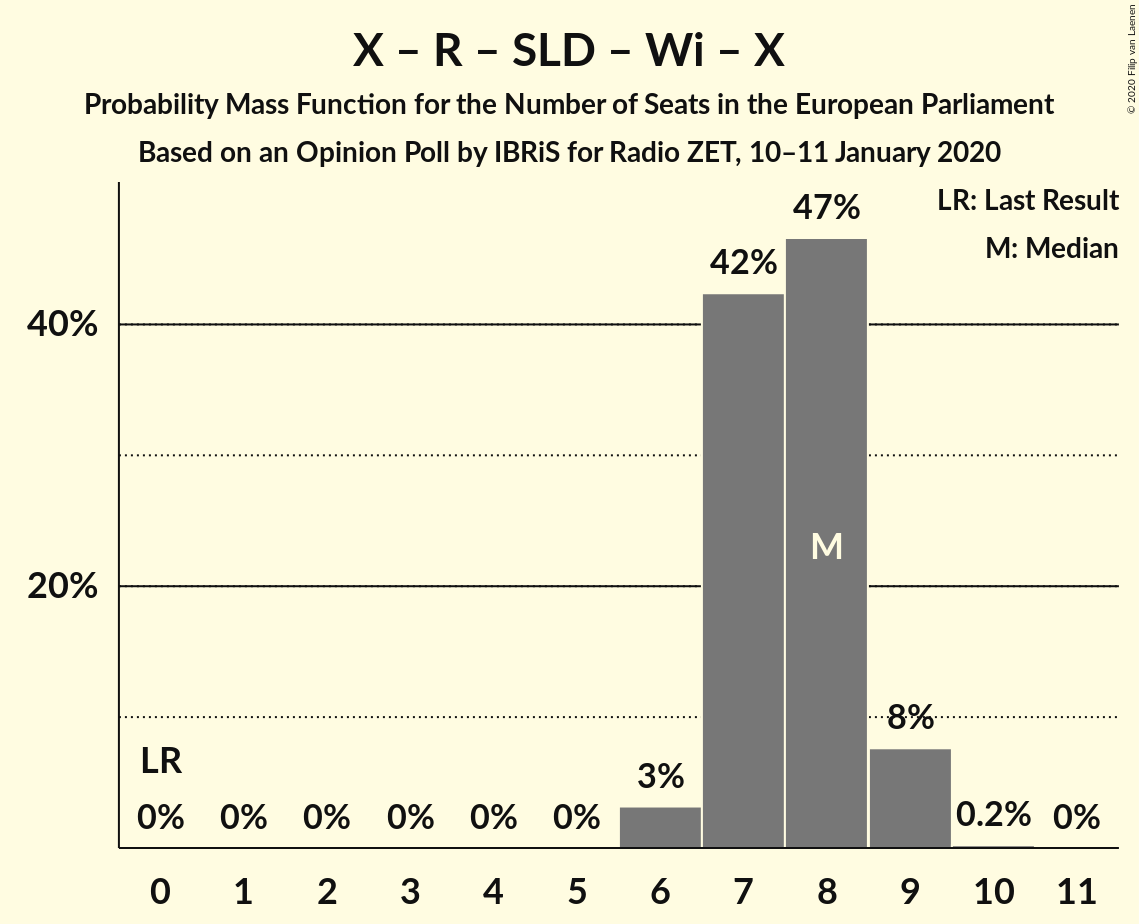 X – R – SLD – Wi – X
Probability Mass Function for the Number of Seats in the European Parliament
Based on an Opinion Poll by IBRiS for Radio ZET, 10–11 January 2020
© 2020 Filip van Laenen
LR: Last Result
M: Median
47%
42%
40%
M
20%
8%
LR
3%
0% 0% 0% 0% 0% 0% 0.2% 0%
0 1 2 3 4 5 6 7 8 9 10 11